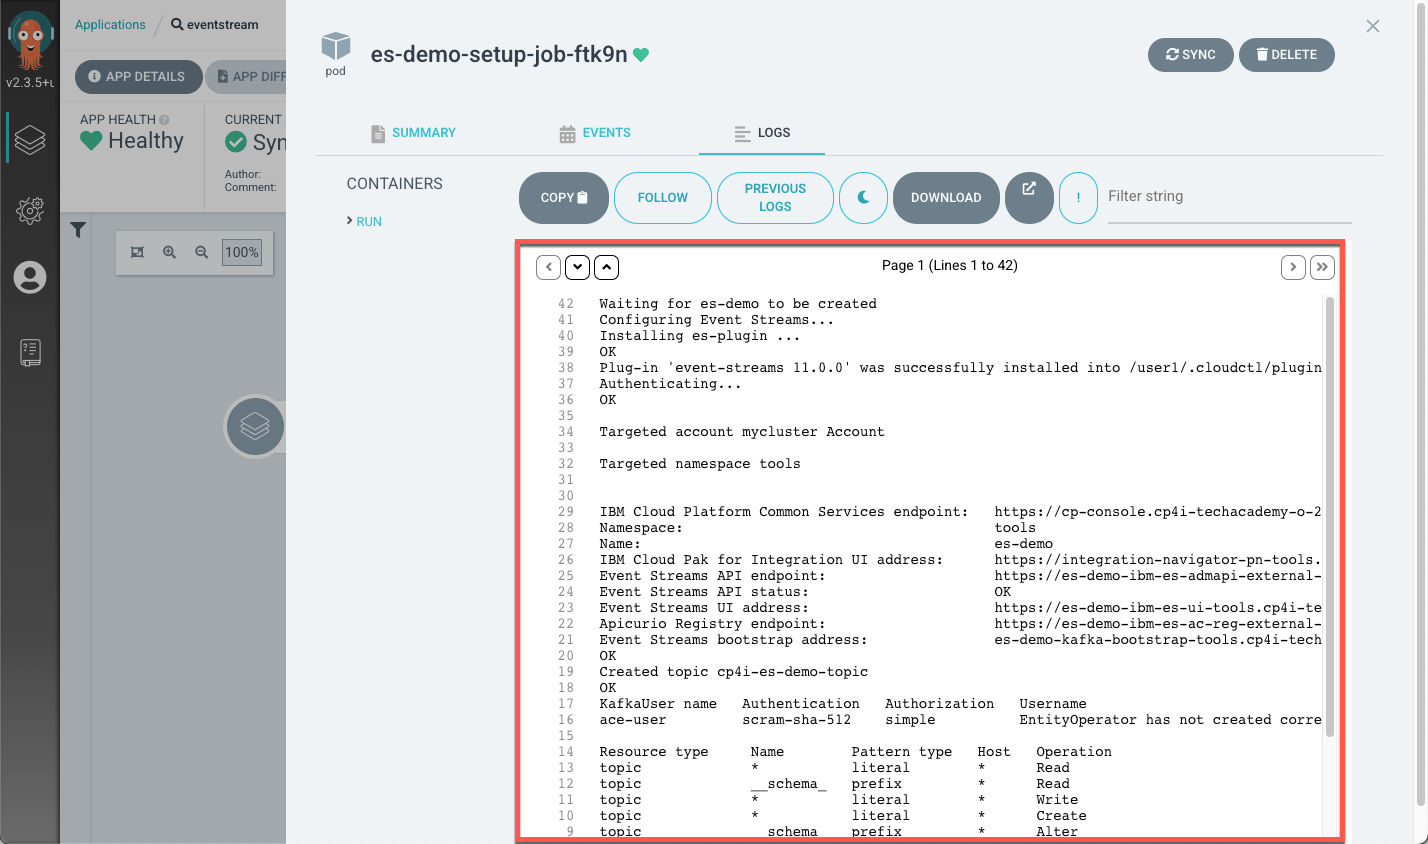 Applications / eventstream
v2.3.5+u
APP DETAILS
APP DIFF
APP HEALTH
Healthy
CURRENT
Syn
Author:
Comment:
100%
pod
es-demo-setup-job-ftk9n
SYNC
DELETE
SUMMARY
EVENTS
LOGS
CONTAINERS
RUN
COPY
FOLLOW
PREVIOUS
LOGS
DOWNLOAD
!
Filter string
Page 1 (Lines 1 to 42)
42 Waiting for es-demo to be created
41 Configuring Event Streams...
40 Installing es-plugin ...
39 OK
38 Plug-in 'event-streams 11.0.0' was successfully installed into /user1/.cloudctl/plugin
37 Authenticating...
36 OK
35
34 Targeted account mycluster Account
33
32 Targeted namespace tools
31
30
29 IBM Cloud Platform Common Services endpoint: https://cp-console.cp4i-techacademy-o-2
28 Namespace: tools
27 Name: es-demo
26 IBM Cloud Pak for Integration UI address: https://integration-navigator-pn-tools.
25 Event Streams API endpoint: https://es-demo-ibm-es-admapi-external-
24 Event Streams API status: OK
23 Event Streams UI address: https://es-demo-ibm-es-ui-tools.cp4i-te
22 Apicurio Registry endpoint: https://es-demo-ibm-es-ac-reg-external-
21 Event Streams bootstrap address: es-demo-kafka-bootstrap-tools.cp4i-tech
20 OK
19 Created topic cp4i-es-demo-topic
18 OK
17 KafkaUser name Authentication Authorization Username
16 ace-user scram-sha-512 simple EntityOperator has not created corre
15
14 Resource type Name Pattern type Host Operation
13 topic * literal * Read
12 topic __schema_ prefix * Read
11 topic * literal * Write
10 topic * literal * Create
9 topic __schema_ prefix * Alter